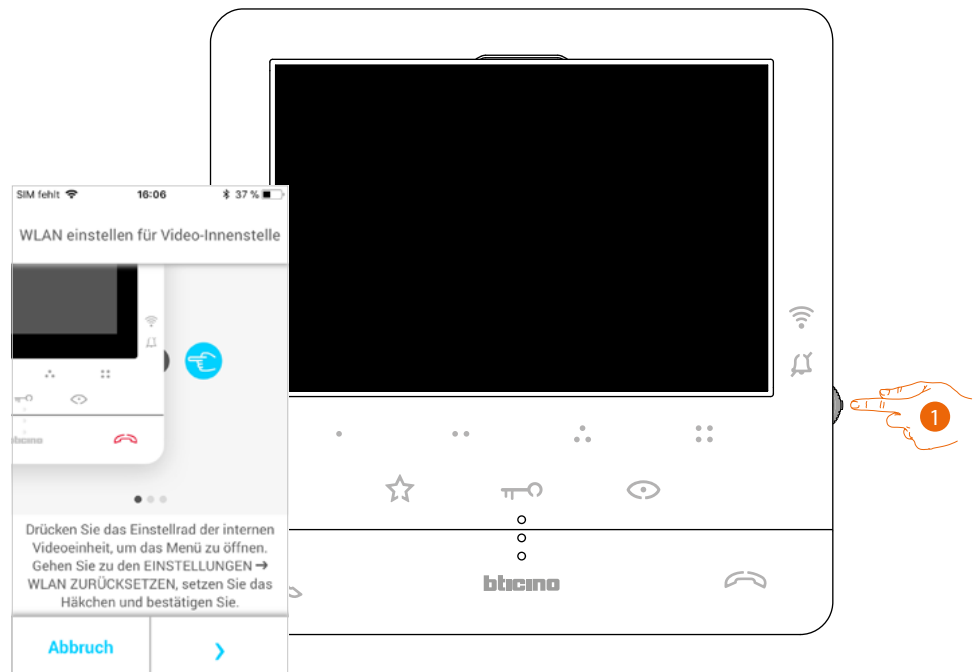 SIM fehlt 16:06 37 %
WLAN einstellen für Video-Innenstelle
bticino
Drücken Sie das Einstellrad der internen
Videoeinheit, um das Menü zu öffnen.
Gehen Sie zu den EINSTELLUNGEN →
WLAN ZURÜCKSETZEN, setzen Sie das
Häkchen und bestätigen Sie.
Abbruch
bticino
1